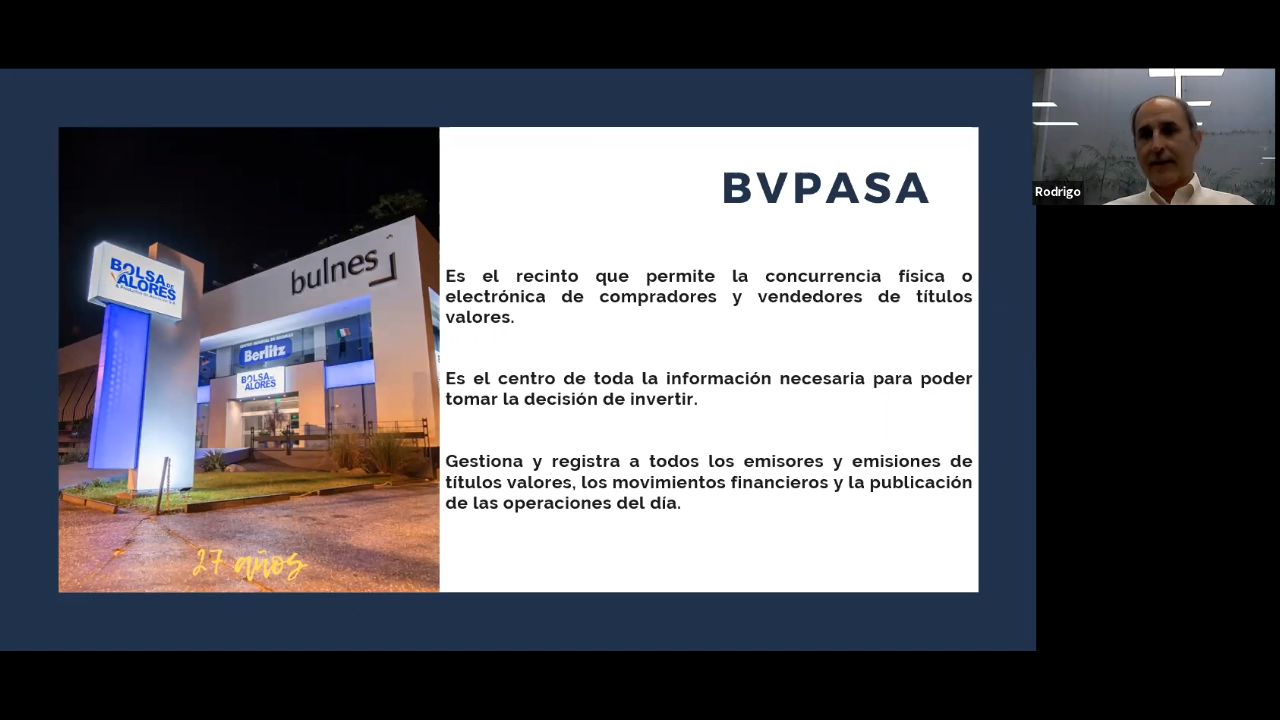 BVPASA
Es el recinto que permite la concurrencia física o
electrónica de compradores y vendedores de títulos
valores.
Es el centro de toda la información necesaria para poder
tomar la decisión de invertir.
Gestiona y registra a todos los emisores y emisiones de
títulos valores, los movimientos financieros y la publicación
de las operaciones del día.
BOLSA DE
VALORES
bulnes
Berlitz
BOLSA DE
VALORES
27 años
Rodrigo